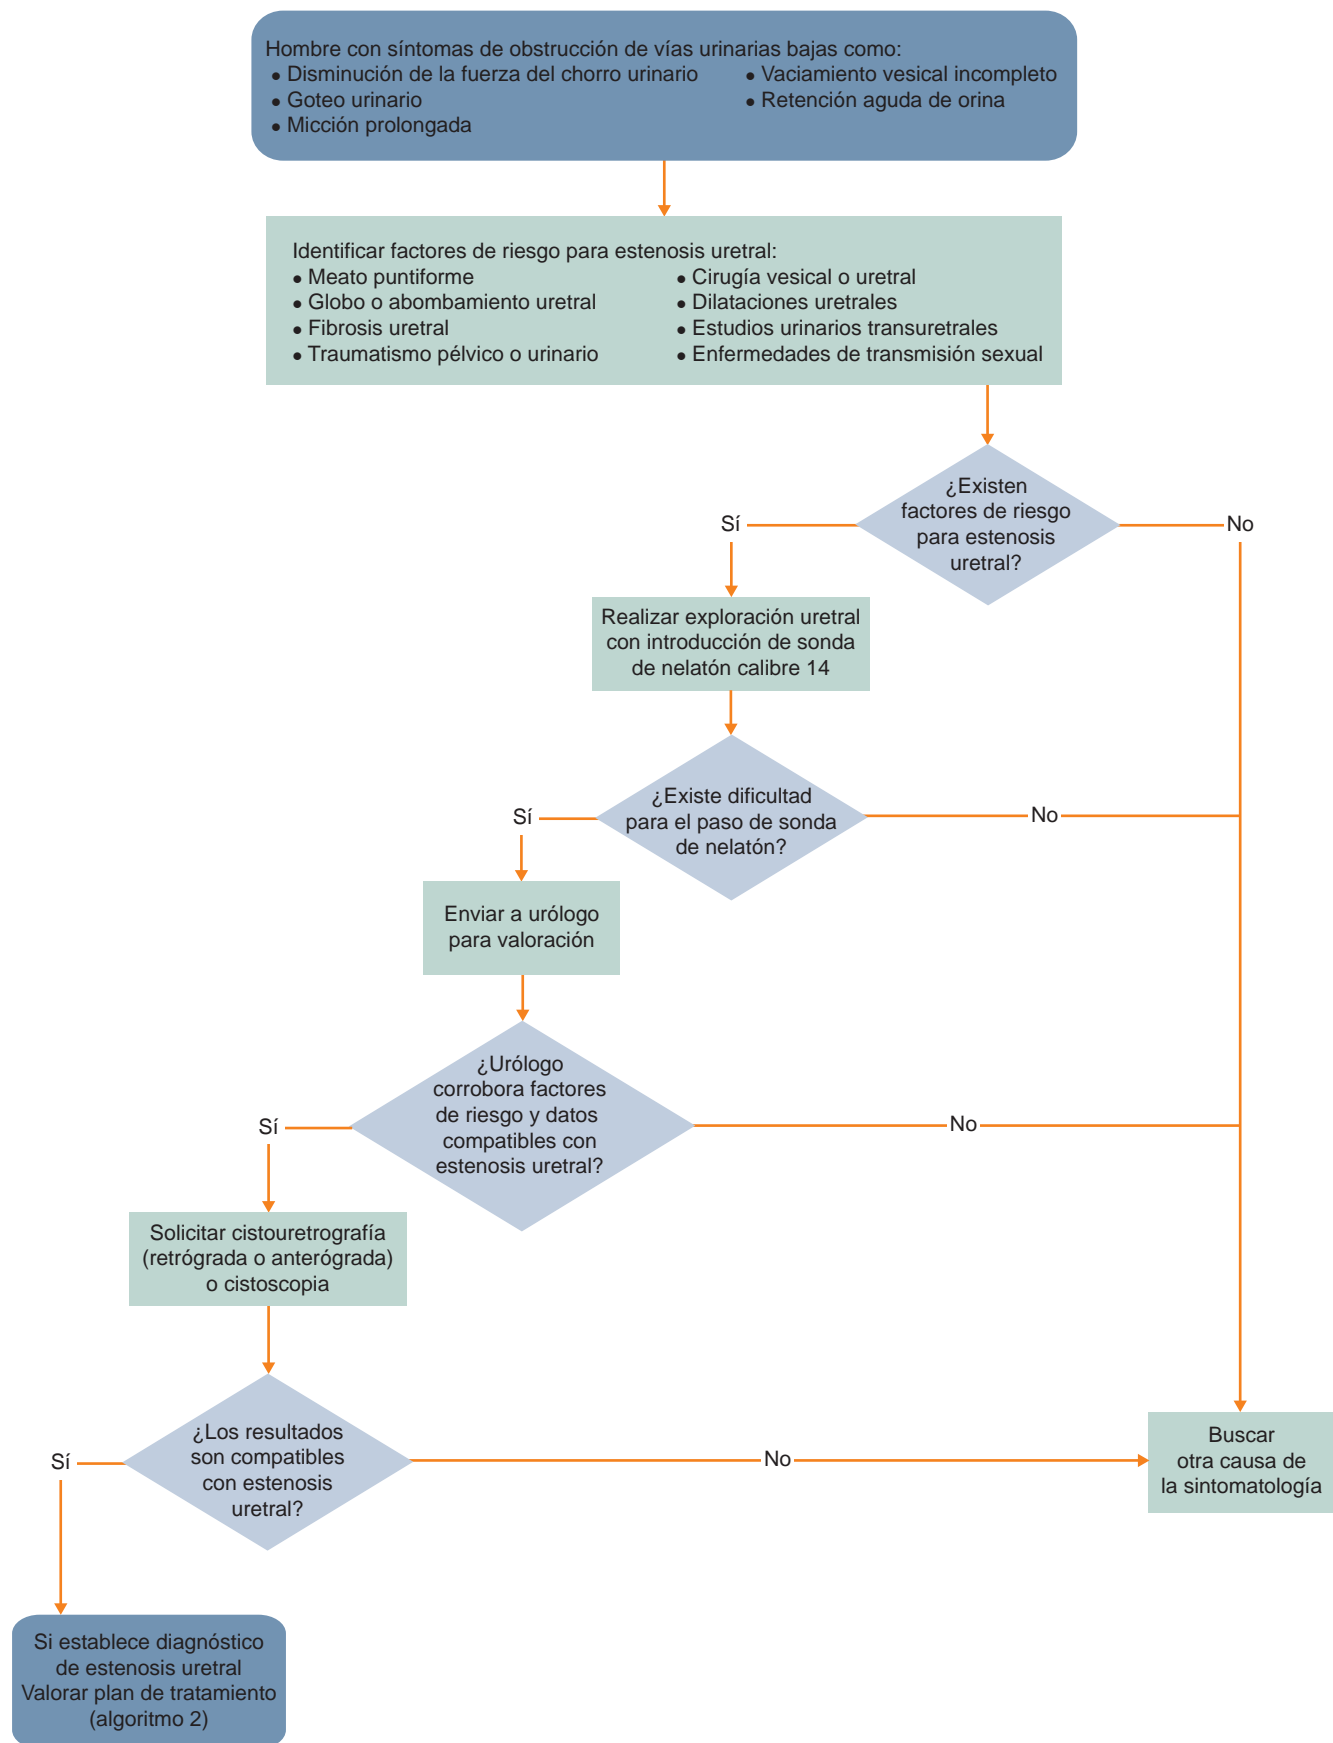 Hombre con síntomas de obstrucción de vías urinarias bajas como:
• Disminución de la fuerza del chorro urinario
• Goteo urinario
• Micción prolongada
• Vaciamiento vesical incompleto
• Retención aguda de orina
Identificar factores de riesgo para estenosis uretral:
• Meato puntiforme
• Globo o abombamiento uretral
• Fibrosis uretral
• Traumatismo pélvico o urinario
• Cirugía vesical o uretral
• Dilataciones uretrales
• Estudios urinarios transuretrales
• Enfermedades de transmisión sexual
¿Existen
factores de riesgo
para estenosis
uretral?
Sí
No
Realizar exploración uretral
con introducción de sonda
de nelatón calibre 14
¿Existe dificultad
para el paso de sonda
de nelatón?
Sí
No
Enviar a urólogo
para valoración
¿Urólogo
corrobora factores
de riesgo y datos
compatibles con
estenosis uretral?
Sí
No
Solicitar cistouretrografía
(retrógrada o anterógrada)
o cistoscopia
¿Los resultados
son compatibles
con estenosis
uretral?
Sí
No
Buscar
otra causa de
la sintomatología
Si establece diagnóstico
de estenosis uretral
Valorar plan de tratamiento
(algoritmo 2)